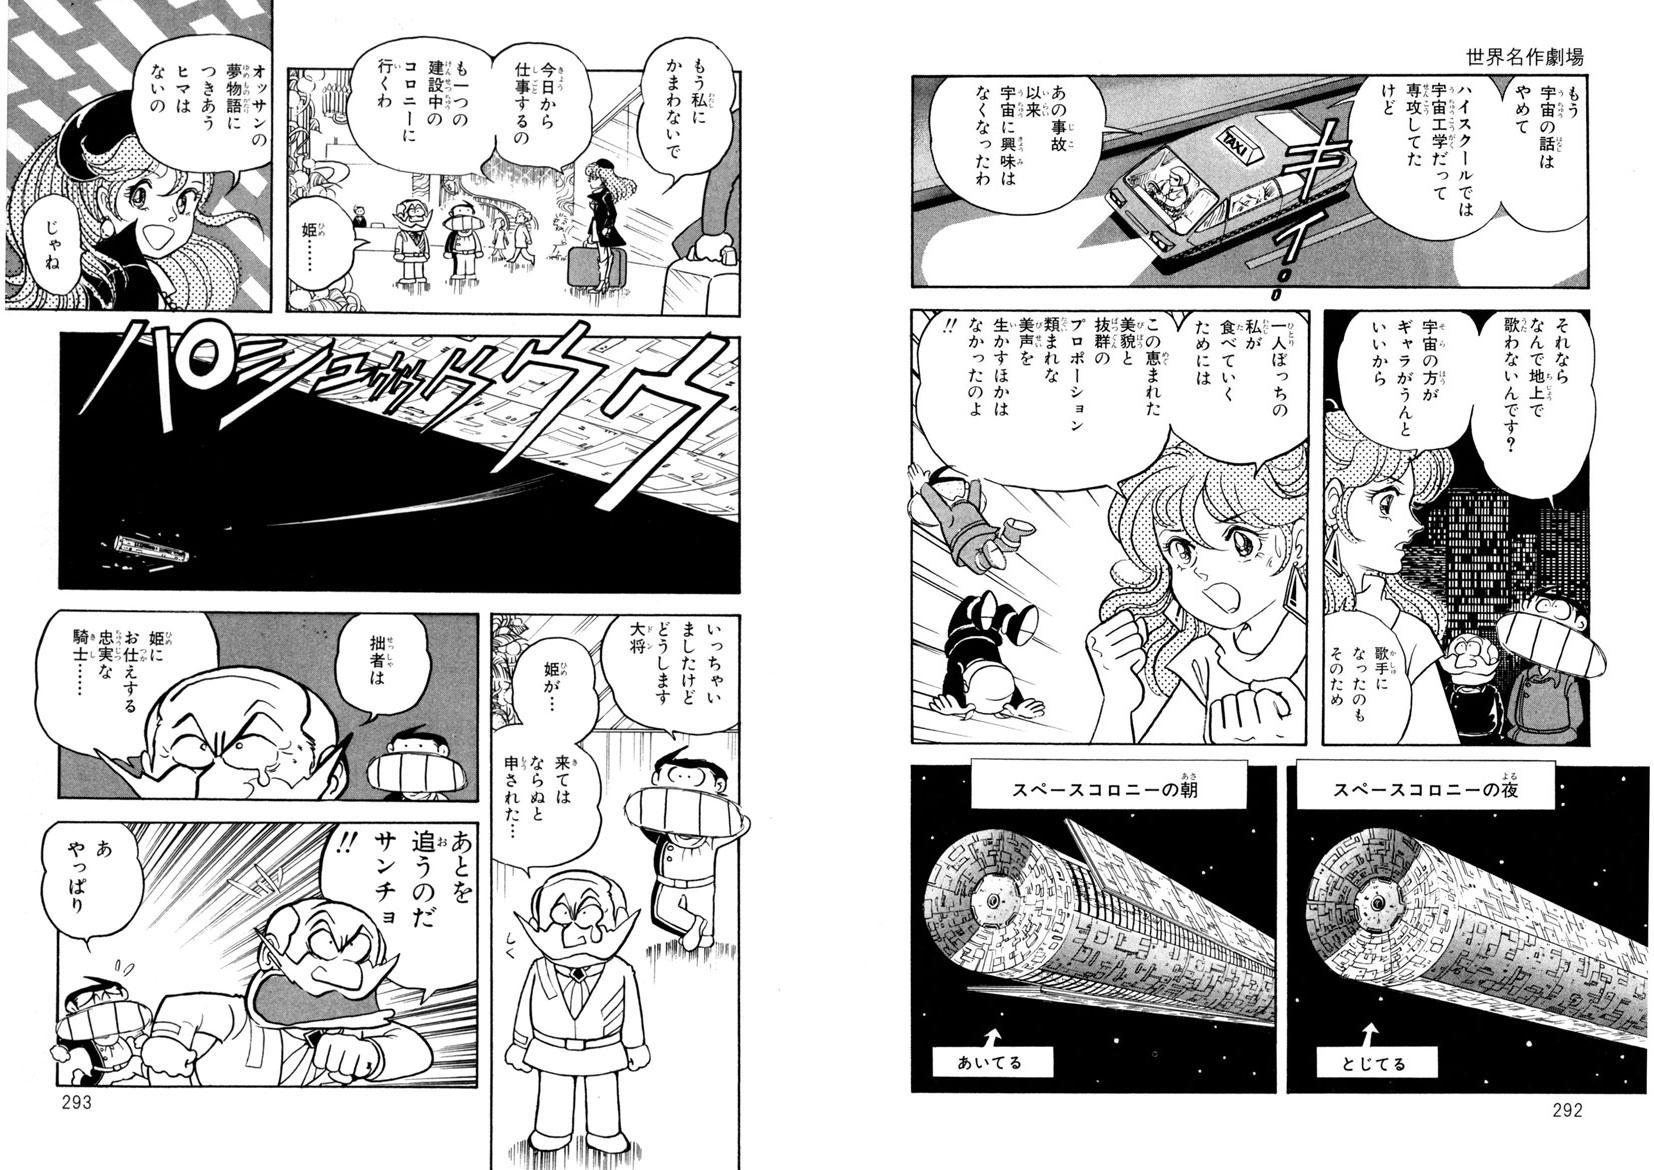 世界名作劇場
もう
宇宙の話は
やめて
ハイスクールでは
宇宙工学だって
専攻してた
けど
あの事故
以来
宇宙に興味は
なくなったわ
TAXI
キイ。。
それなら
なんで地上で
歌わないんです?
宇宙の方が
ギャラがうんと
いいから
歌手に
なったのも
そのため
一人ぼっちの
私が
食べていく
ためには
この恵まれた
美貌と
抜群の
プロポーション
類まれな
美声を
生かすほかは
なかったのよ
!!
スペースコロニーの夜
とじてる
スペースコロニーの朝
あいてる
292
もう私に
かまわないで
今日から
仕事するの
も一つの
建設中の
コロニーに
行くわ
姫………
オッサンの
夢物語に
つきあう
ヒマは
ないの
じゃね
パシュウウウウウ
いっちゃい
ましたけど
どうします
大将
姫が…
来ては
ならぬと
申された…
しく
拙者は
姫に
お仕えする
忠実な
騎士……
あとを
追うのだ
サンチョ
!!
あ
やっぱり
293